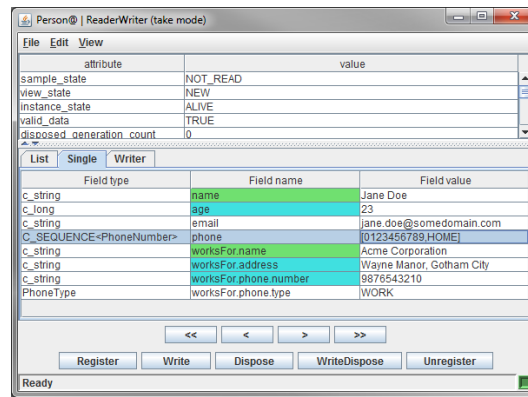 Person@ | ReaderWriter (take mode)
File Edit View
attribute value
sample_state NOT_READ
view_state NEW
instance_state ALIVE
valid_data TRUE
disposed_generation_count 0
List Single Writer
Field type Field name Field value
c_string name Jane Doe
c_long age 23
c_string email jane.doe@somedomain.com
C_SEQUENCE<PhoneNumber> phone [0123456789,HOME]
c_string worksFor.name Acme Corporation
c_string worksFor.address Wayne Manor, Gotham City
c_string worksFor.phone.number 9876543210
PhoneType worksFor.phone.type WORK
<< < > >>
Register Write Dispose WriteDispose Unregister
Ready